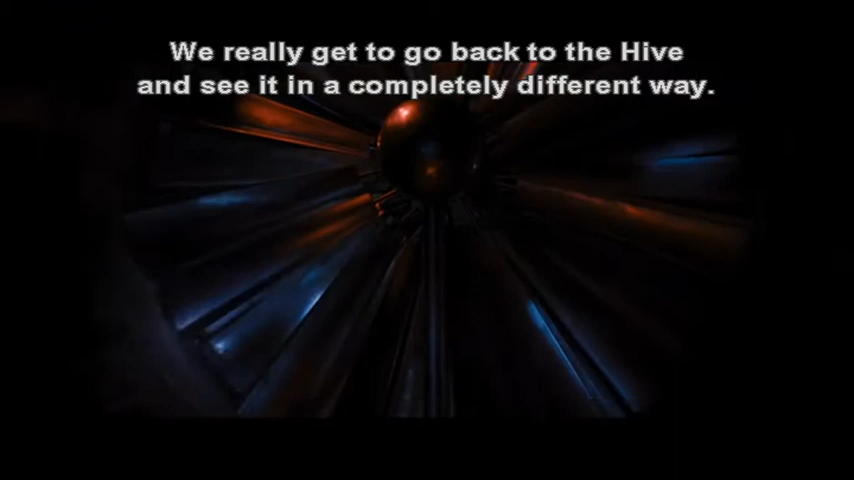 We really get to go back to the Hive
and see it in a completely different way.